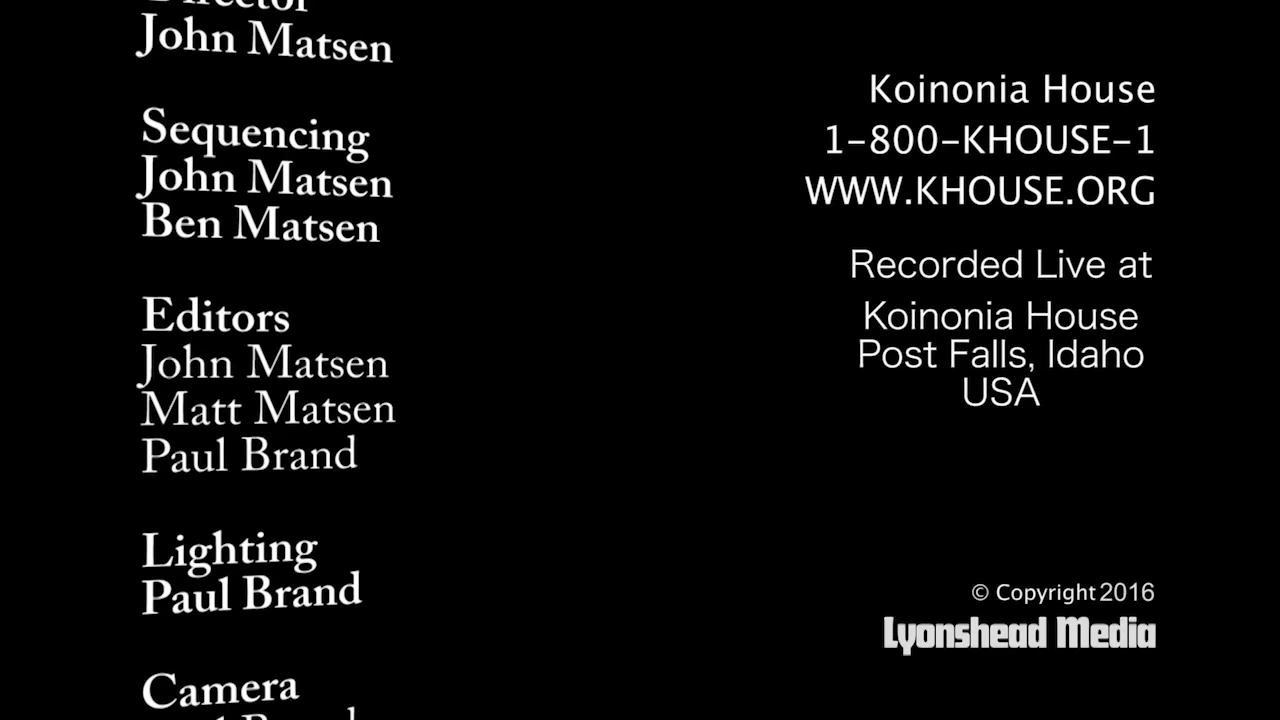 Director
John Matsen
Sequencing
John Matsen
Ben Matsen
Editors
John Matsen
Matt Matsen
Paul Brand
Lighting
Paul Brand
Camera
Koinonia House
1-800-KHOUSE-1
WWW.KHOUSE.ORG
Recorded Live at
Koinonia House
Post Falls, Idaho
USA
© Copyright 2016
Lyonshead Media